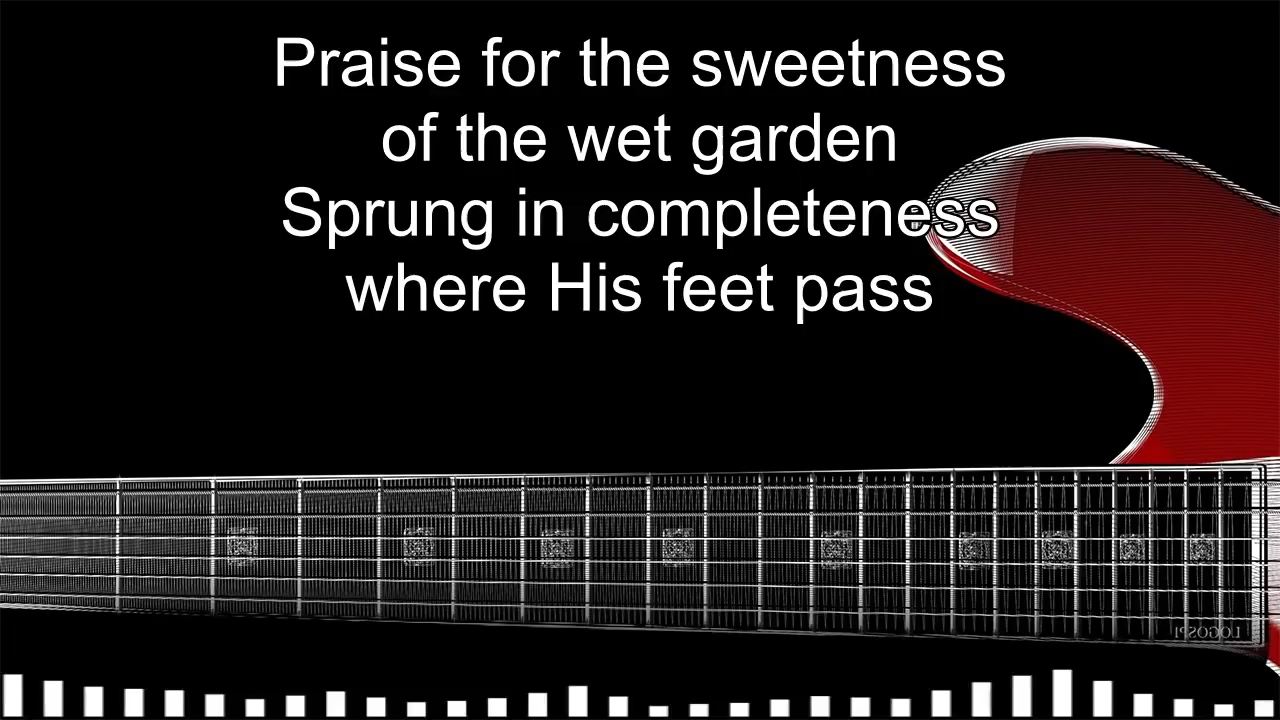 Praise for the sweetness
of the wet garden
Sprung in completeness
where His feet pass